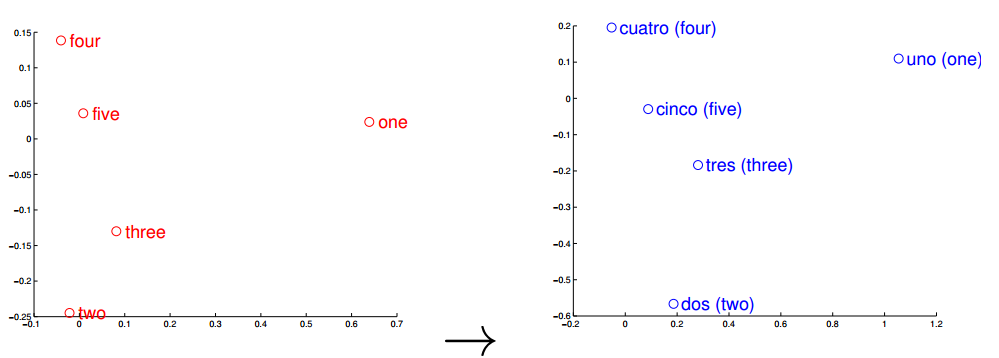 0.15
four
0.1
0.05
five
one
0
−0.05
−0.1
three
−0.15
−0.2
two
−0.25
−0.1 0 0.1 0.2 0.3 0.4 0.5 0.6 0.7
→
0.2
cuatro (four)
0.1
uno (one)
0
cinco (five)
−0.1
tres (three)
−0.2
−0.3
−0.4
−0.5
dos (two)
−0.6
−0.2 0 0.2 0.4 0.6 0.8 1 1.2